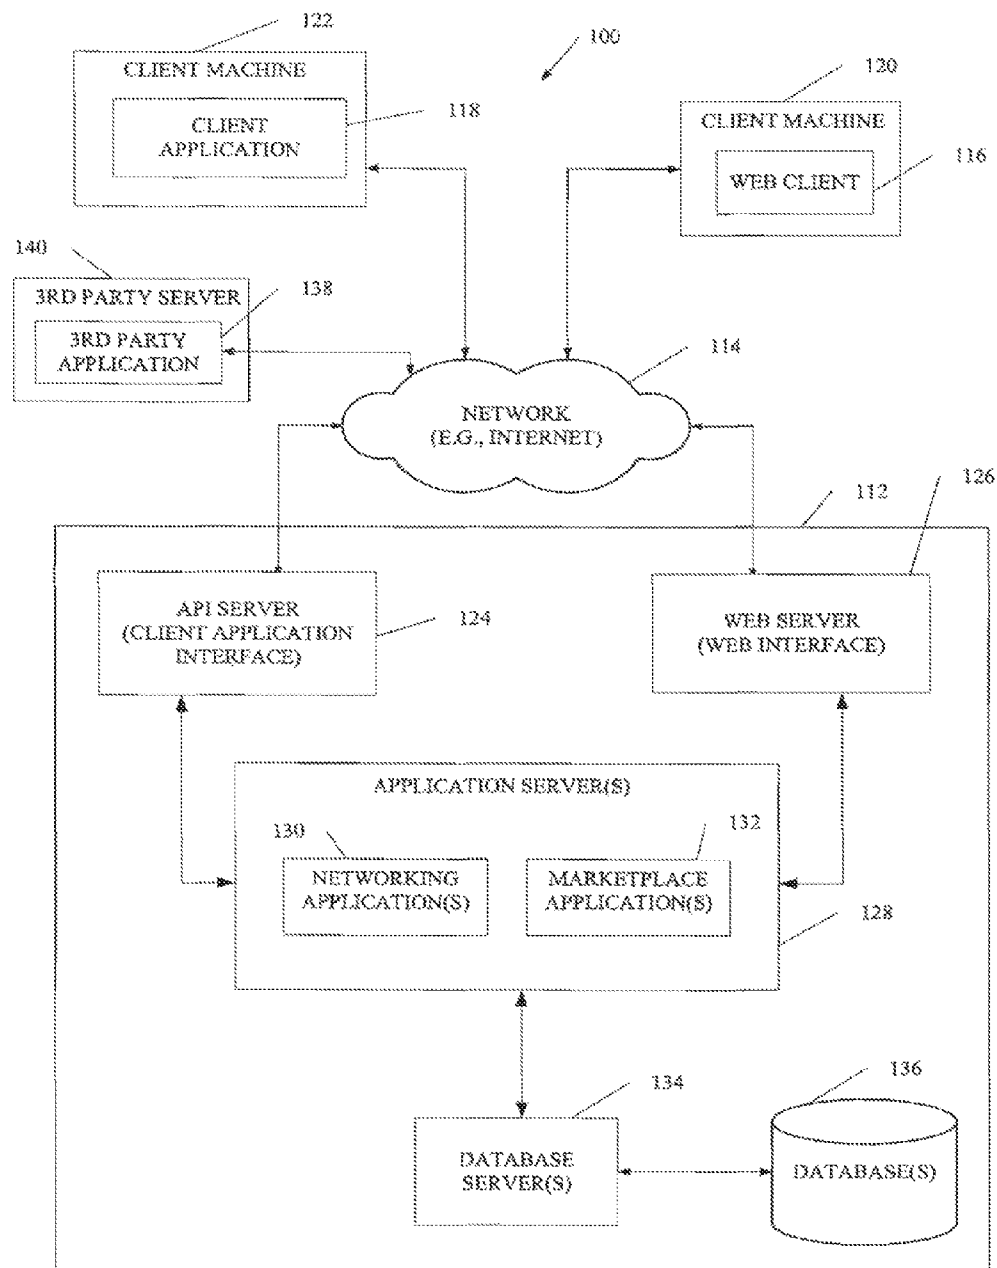 122
100
CLIENT MACHINE
120
CLIENT
APPLICATION
118
CLIENT MACHINE
116
WEB CLIENT
140
3RD PARTY SERVER
138
3RD PARTY
APPLICATION
114
NETWORK
(E.G., INTERNET)
126
112
API SERVER
(CLIENT APPLICATION
INTERFACE)
124
WEB SERVER
(WEB INTERFACE)
APPLICATION SERVER(S)
130
132
NETWORKING
APPLICATION(S)
MARKETPLACE
APPLICATION(S)
128
134
136
DATABASE
SERVER(S)
DATABASE(S)